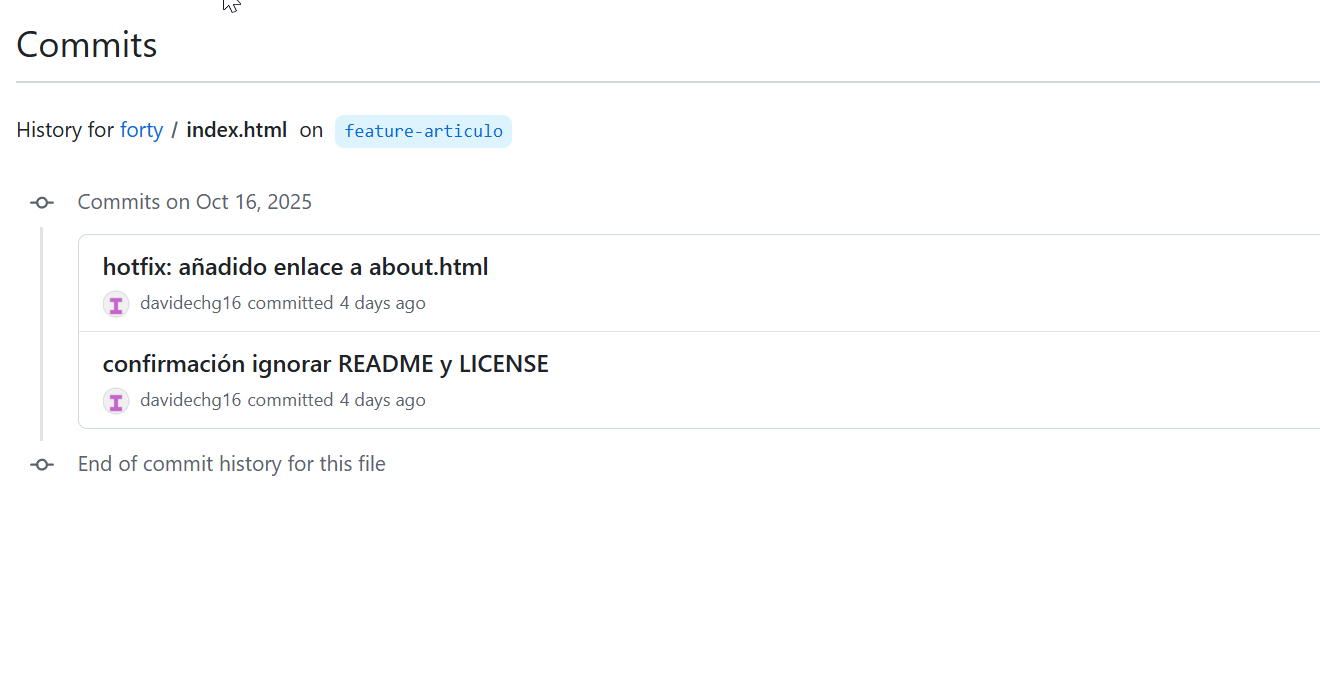 Commits
History for forty / index.html on feature-articulo
Commits on Oct 16, 2025
hotfix: añadido enlace a about.html
davidechg16 committed 4 days ago
confirmación ignorar README y LICENSE
davidechg16 committed 4 days ago
End of commit history for this file